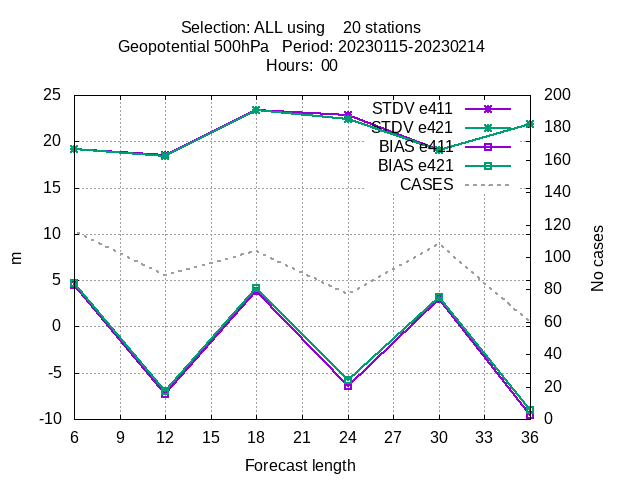 Selection: ALL using    20 stations
Geopotential 500hPa   Period: 20230115-20230214
Hours:  00
25
20
15
10
5
0
-5
-10
m
200
180
160
140
120
100
80
60
40
20
0
No cases
STDV e411
STDV e421
BIAS e411
BIAS e421
CASES
6 9 12 15 18 21 24 27 30 33 36
Forecast length